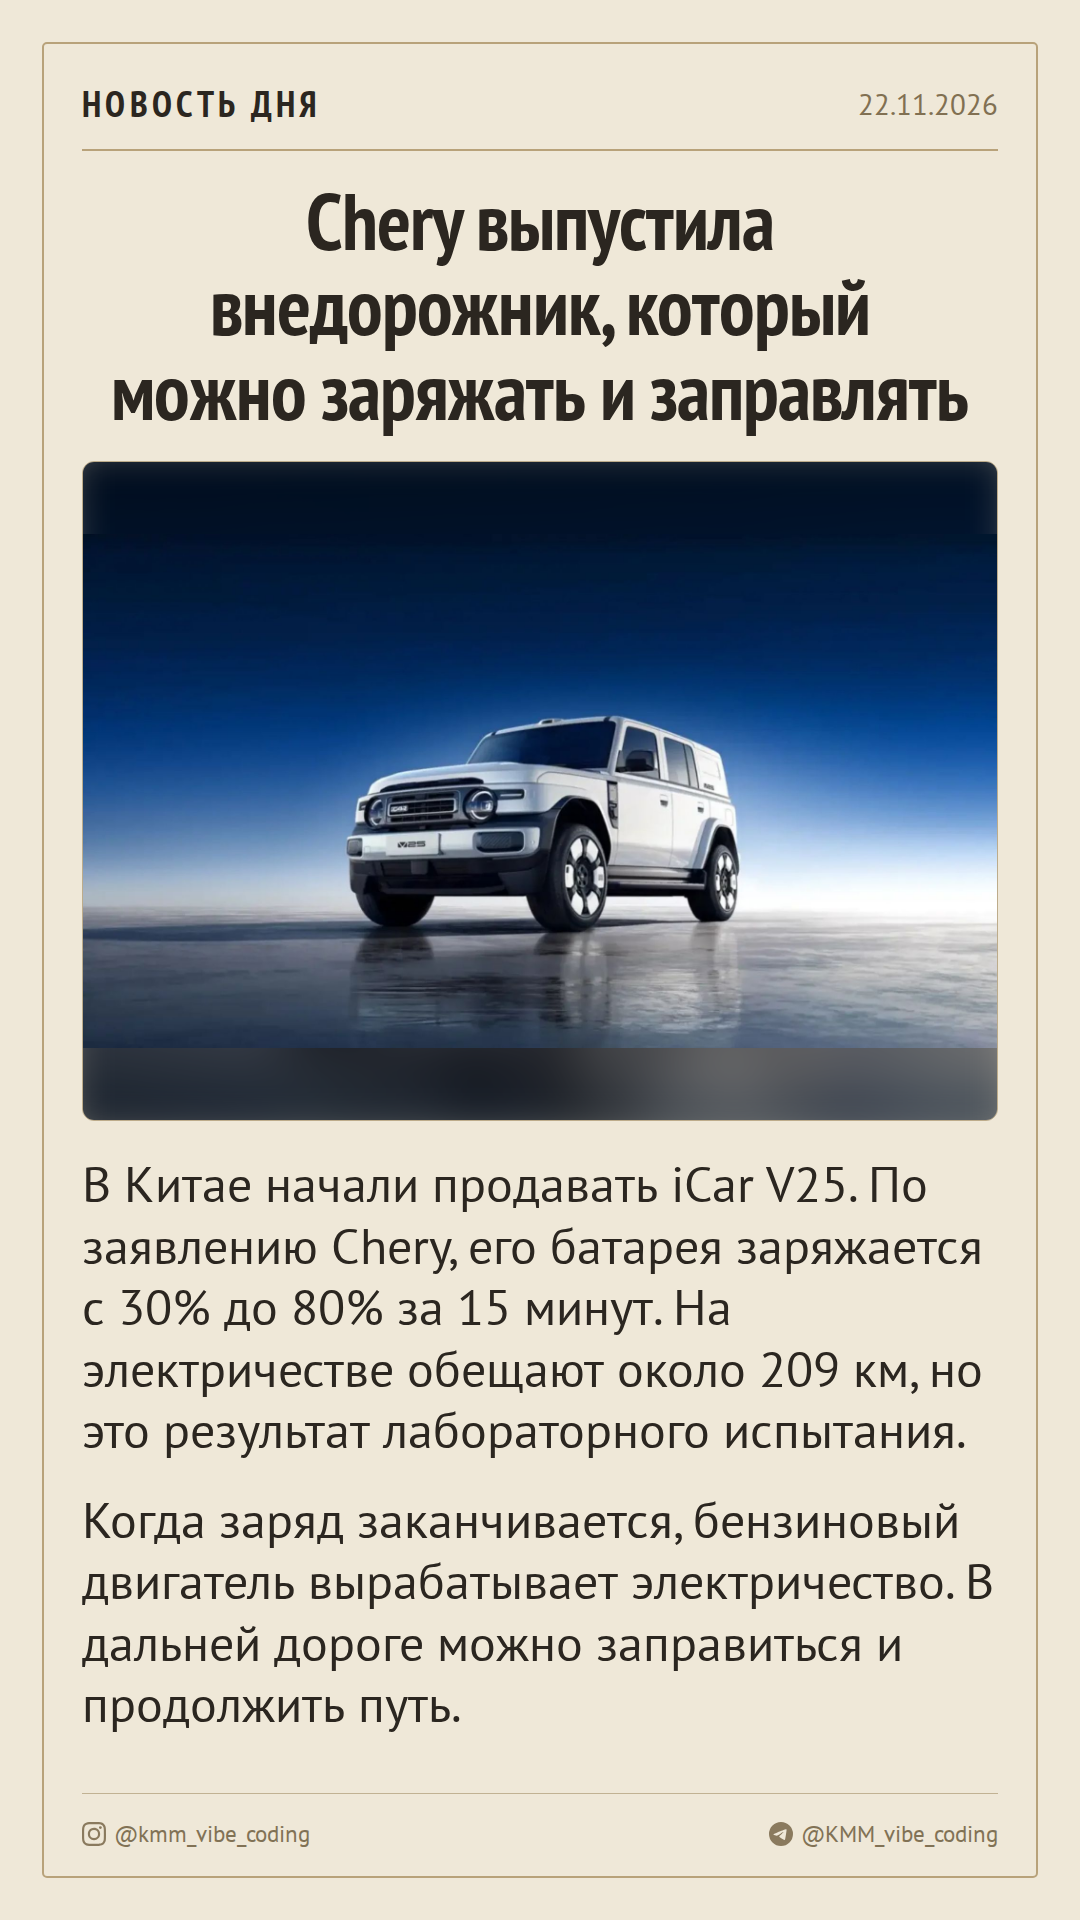 НОВОСТЬ ДНЯ
22.11.2026
Chery выпустила
внедорожник, который
можно заряжать и заправлять
V25
В Китае начали продавать iCar V25. По
заявлению Chery, его батарея заряжается
с 30% до 80% за 15 минут. На
электричестве обещают около 209 км, но
это результат лабораторного испытания.
Когда заряд заканчивается, бензиновый
двигатель вырабатывает электричество. В
дальней дороге можно заправиться и
продолжить путь.
@kmm_vibe_coding
@KMM_vibe_coding